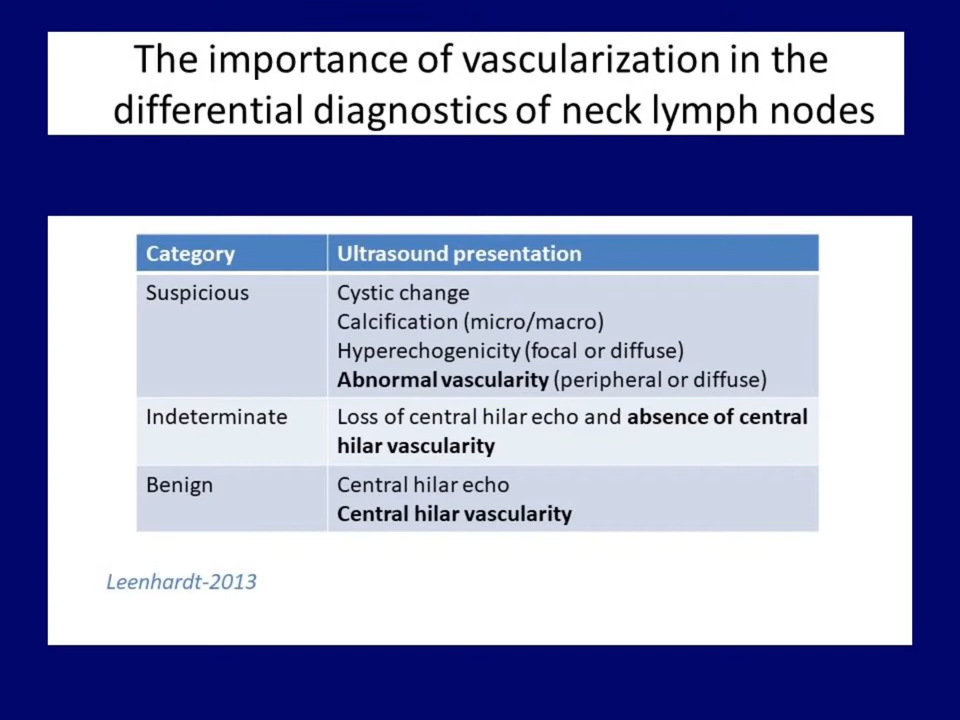 The importance of vascularization in the
differential diagnostics of neck lymph nodes
Category
Ultrasound presentation
Suspicious
Cystic change
Calcification (micro/macro)
Hyperechogenicity (focal or diffuse)
Abnormal vascularity (peripheral or diffuse)
Indeterminate
Loss of central hilar echo and absence of central
hilar vascularity
Benign
Central hilar echo
Central hilar vascularity
Leenhardt-2013